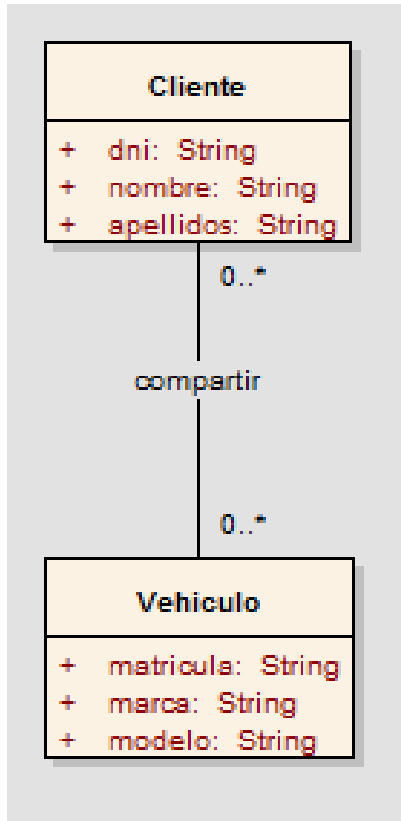 Cliente
+ dni: String
+ nombre: String
+ apellidos: String
0..*
compartir
0..*
Vehiculo
+ matricula: String
+ marca: String
+ modelo: String